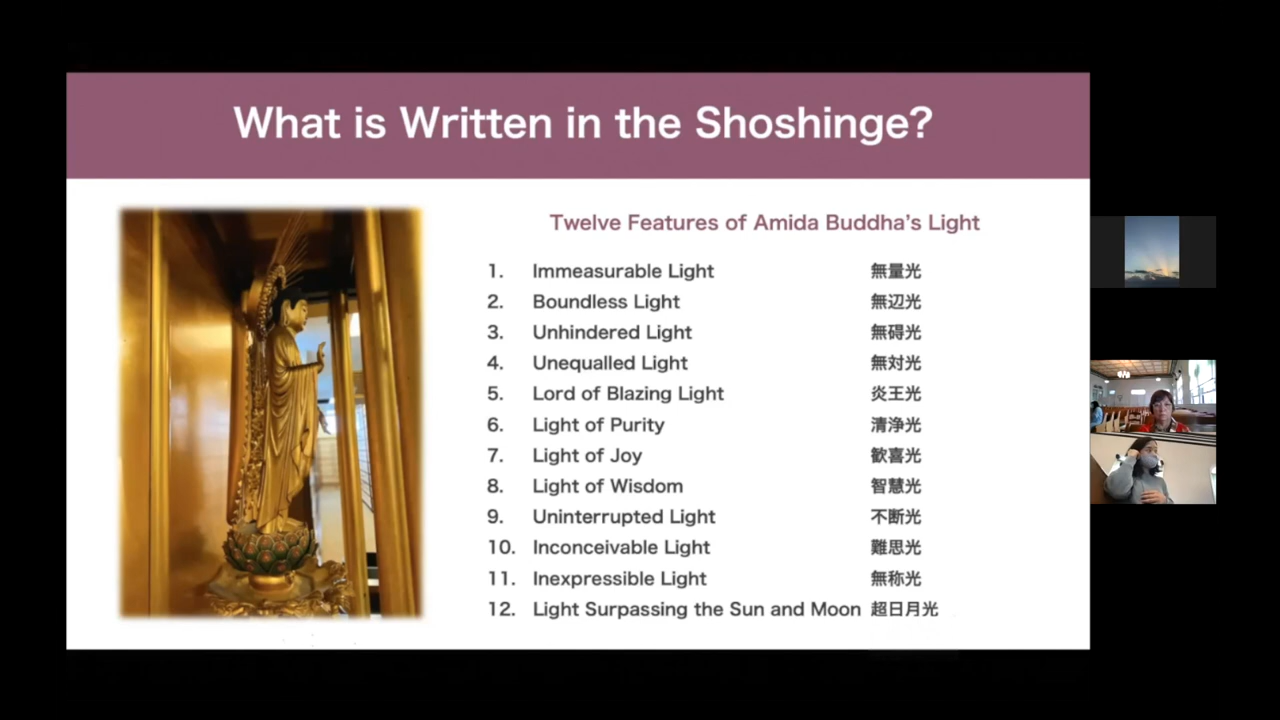 What is Written in the Shoshinge?
Twelve Features of Amida Buddha's Light
1. Immeasurable Light 無量光
2. Boundless Light 無辺光
3. Unhindered Light 無碍光
4. Unequalled Light 無対光
5. Lord of Blazing Light 炎王光
6. Light of Purity 清浄光
7. Light of Joy 歓喜光
8. Light of Wisdom 智慧光
9. Uninterrupted Light 不断光
10. Inconceivable Light 難思光
11. Inexpressible Light 無称光
12. Light Surpassing the Sun and Moon 超日月光